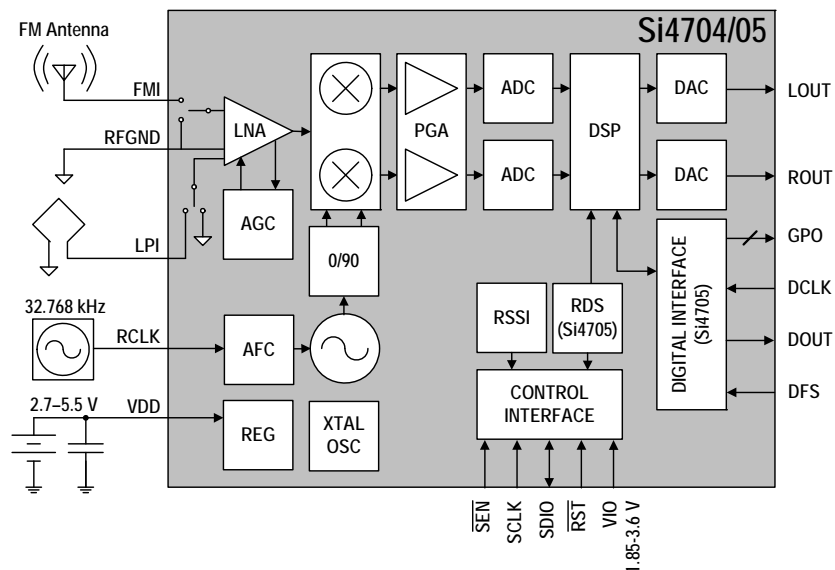 Si4704/05
FM Antenna
FMI
RFGND
LPI
32.768 kHz
RCLK
2.7–5.5 V
VDD
LNA
AGC
0/90
AFC
REG
XTAL
OSC
PGA
ADC
ADC
DSP
DAC
DAC
RSSI
RDS
(Si4705)
CONTROL
INTERFACE
DIGITAL INTERFACE
(Si4705)
LOUT
ROUT
GPO
DCLK
DOUT
DFS
SEN
SCLK
SDIO
RST
VIO
1.85-3.6 V